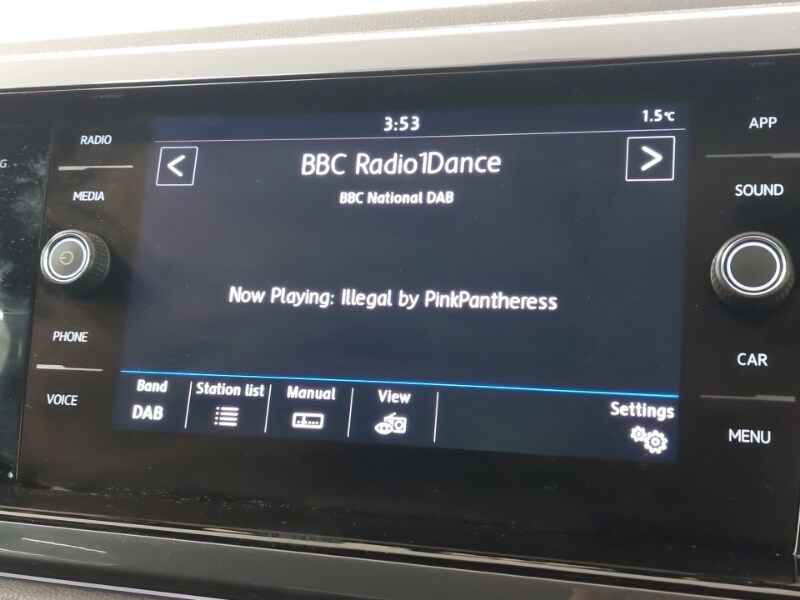 3:53
1.5°C
BBC Radio1Dance
BBC National DAB
Now Playing: Illegal by PinkPantheress
Band
DAB
Station list
Manual
View
Settings
RADIO
MEDIA
PHONE
VOICE
APP
SOUND
CAR
MENU